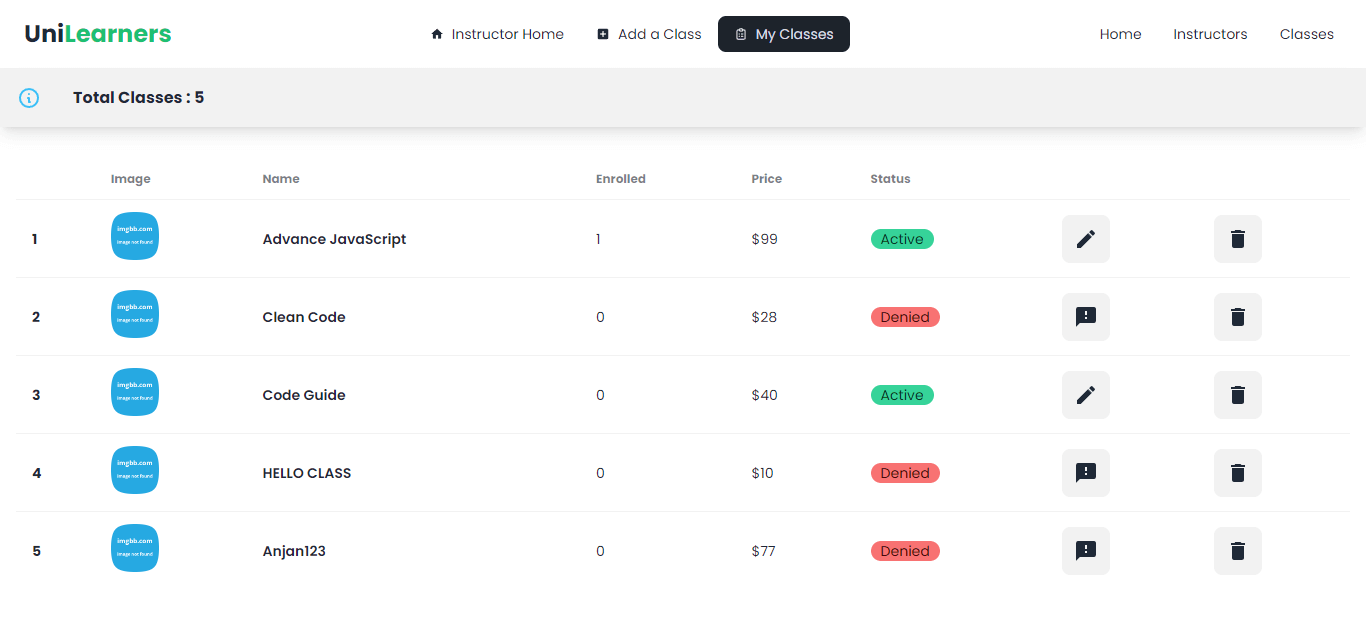 UniLearners
Instructor Home
Add a Class
My Classes
Home
Instructors
Classes
Total Classes : 5
Image Name Enrolled Price Status
1 imgbb.com image not found Advance JavaScript 1 $99 Active
2 imgbb.com image not found Clean Code 0 $28 Denied
3 imgbb.com image not found Code Guide 0 $40 Active
4 imgbb.com image not found HELLO CLASS 0 $10 Denied
5 imgbb.com image not found Anjan123 0 $77 Denied